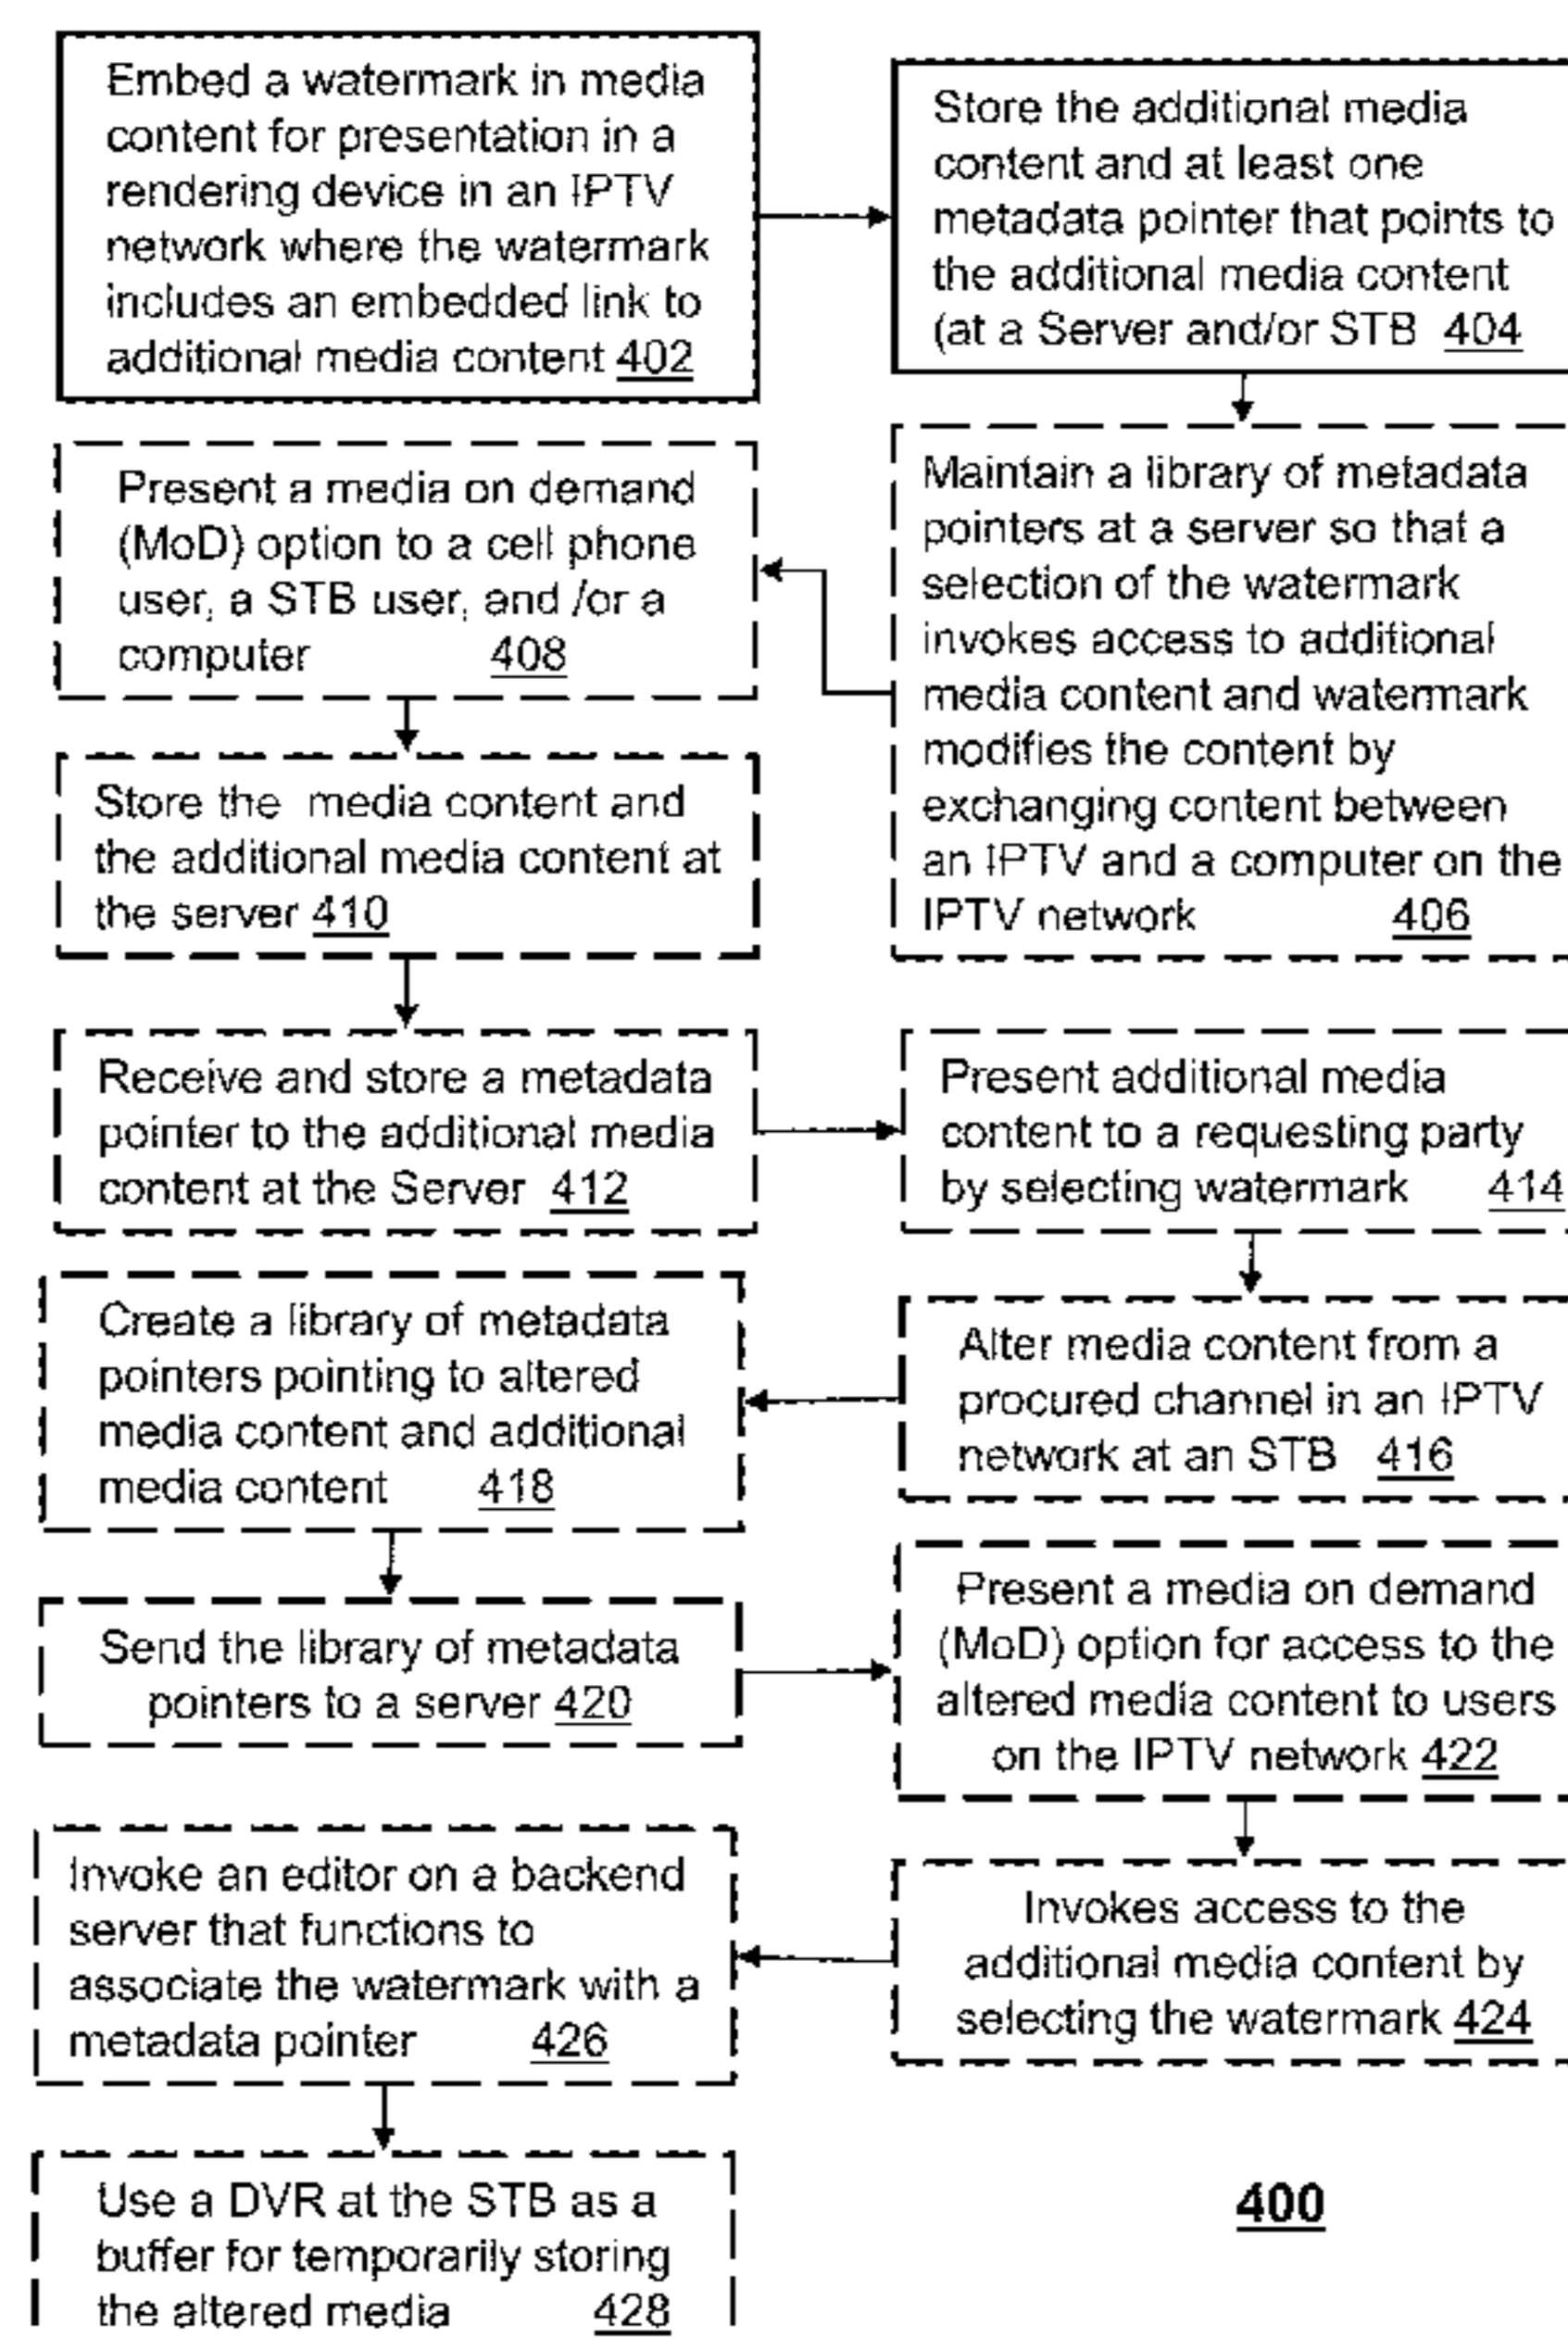 Embed a watermark in media
content for presentation in a
rendering device in an IPTV
network where the watermark
includes an embedded link to
additional media content 402
Store the additional media
content and at least one
metadata pointer that points to
the additional media content
(at a Server and/or STB 404
Maintain a library of metadata
pointers at a server so that a
selection of the watermark
invokes access to additional
media content and watermark
modifies the content by
exchanging content between
an IPTV and a computer on the
IPTV network 406
Present a media on demand
(MoD) option to a cell phone
user, a STB user, and /or a
computer 408
Store the media content and
the additional media content at
the server 410
Receive and store a metadata
pointer to the additional media
content at the Server 412
Present additional media
content to a requesting party
by selecting watermark 414
Alter media content from a
procured channel in an IPTV
network at an STB 416
Create a library of metadata
pointers pointing to altered
media content and additional
media content 418
Send the library of metadata
pointers to a server 420
Present a media on demand
(MoD) option for access to the
altered media content to users
on the IPTV network 422
Invokes access to the
additional media content by
selecting the watermark 424
Invoke an editor on a backend
server that functions to
associate the watermark with a
metadata pointer 426
Use a DVR at the STB as a
buffer for temporarily storing
the altered media 428
400